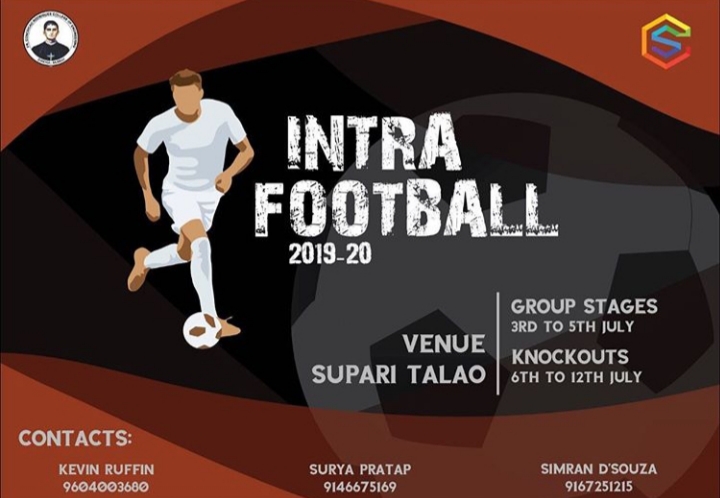 INTRA
FOOTBALL
2019-20
VENUE
SUPARI TALAO
GROUP STAGES
3RD TO 5TH JULY
KNOCKOUTS
6TH TO 12TH JULY
CONTACTS:
KEVIN RUFFIN
9604003680
SURYA PRATAP
9146675169
SIMRAN D'SOUZA
9167251215